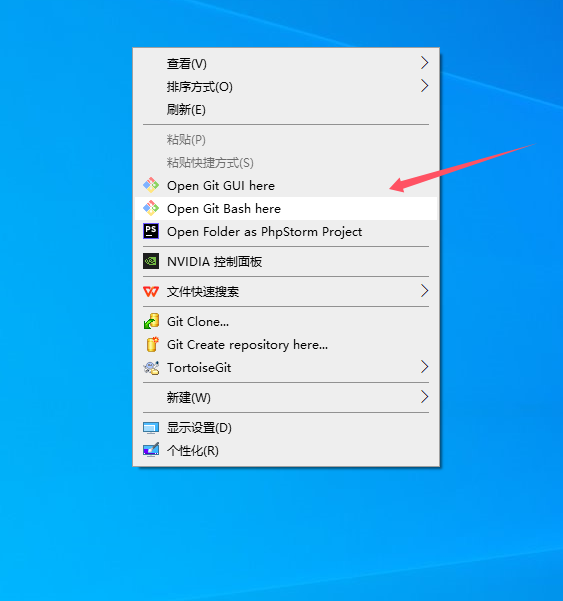 查看(V)
排序方式(O)
刷新(E)
粘贴(P)
粘贴快捷方式(S)
Open Git GUI here
Open Git Bash here
PS Open Folder as PhpStorm Project
NVIDIA 控制面板
文件快速搜索
Git Clone...
Git Create repository here...
TortoiseGit
新建(W)
显示设置(D)
个性化(R)